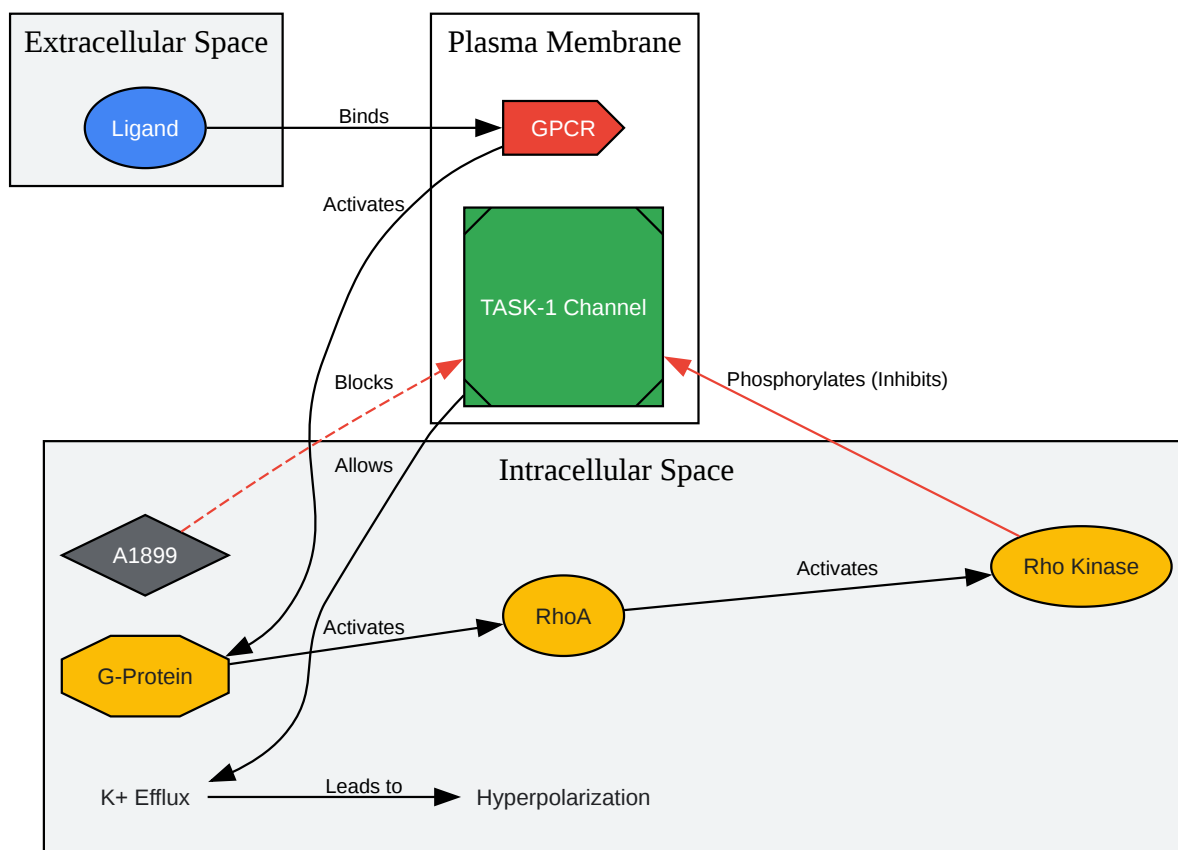 Extracellular Space
Plasma Membrane
Ligand
Binds
GPCR
Activates
TASK-1 Channel
Blocks
Phosphorylates (Inhibits)
Allows
Intracellular Space
A1899
Activates
Rho Kinase
RhoA
Activates
G-Protein
K+ Efflux
Leads to
Hyperpolarization